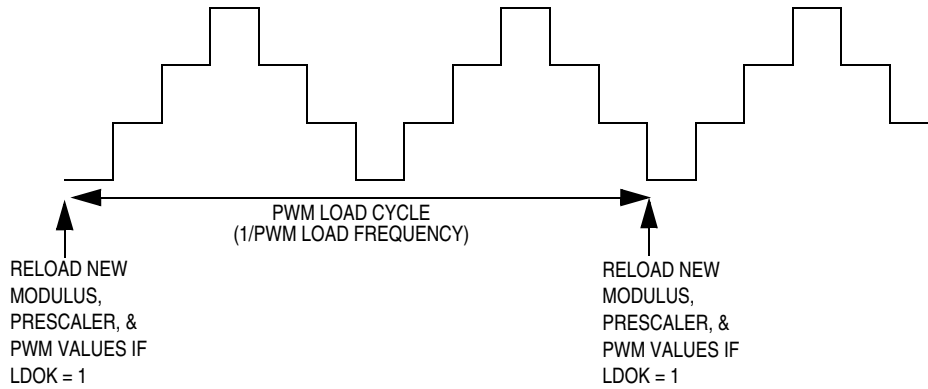 PWM LOAD CYCLE
(1/PWM LOAD FREQUENCY)
RELOAD NEW
MODULUS,
PRESCALER, &
PWM VALUES IF
LDOK = 1
RELOAD NEW
MODULUS,
PRESCALER, &
PWM VALUES IF
LDOK = 1